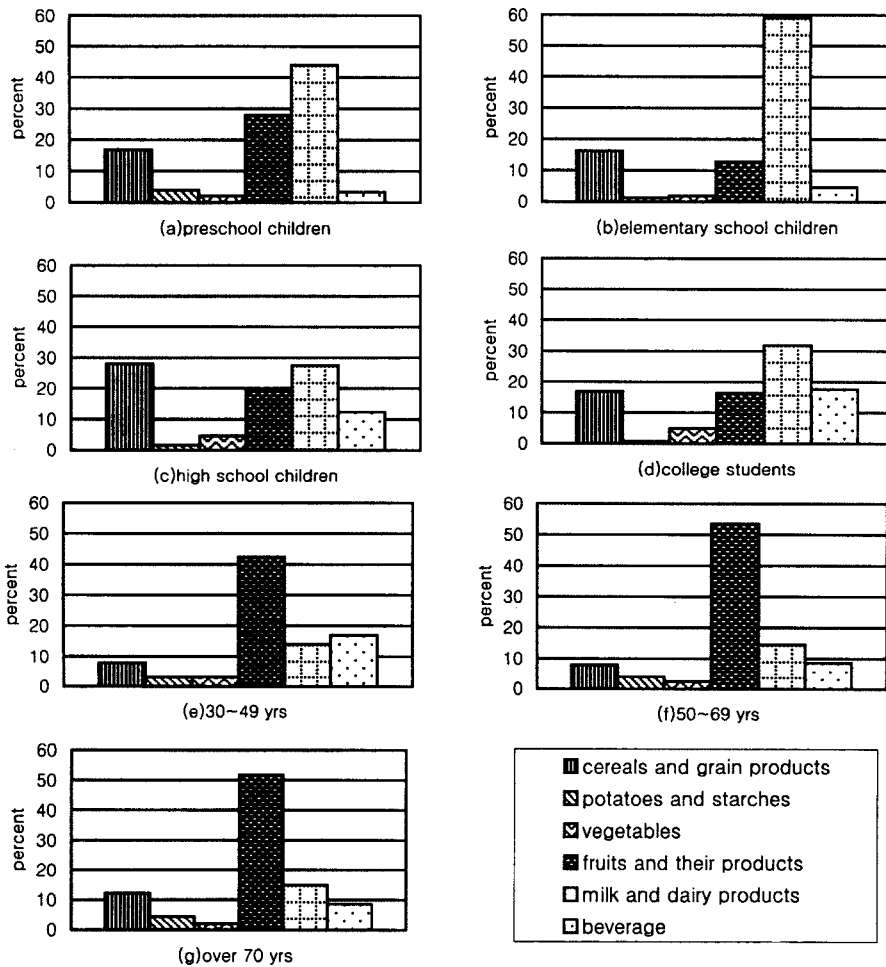 60
50
40
30
20
10
0
percent
(a)preschool children
60
50
40
30
20
10
0
percent
(b)elementary school children
60
50
40
30
20
10
0
percent
(c)high school children
60
50
40
30
20
10
0
percent
(d)college students
60
50
40
30
20
10
0
percent
(e)30~49 yrs
60
50
40
30
20
10
0
percent
(f)50~69 yrs
60
50
40
30
20
10
0
percent
(g)over 70 yrs
cereals and grain products
potatoes and starches
vegetables
fruits and their products
milk and dairy products
beverage